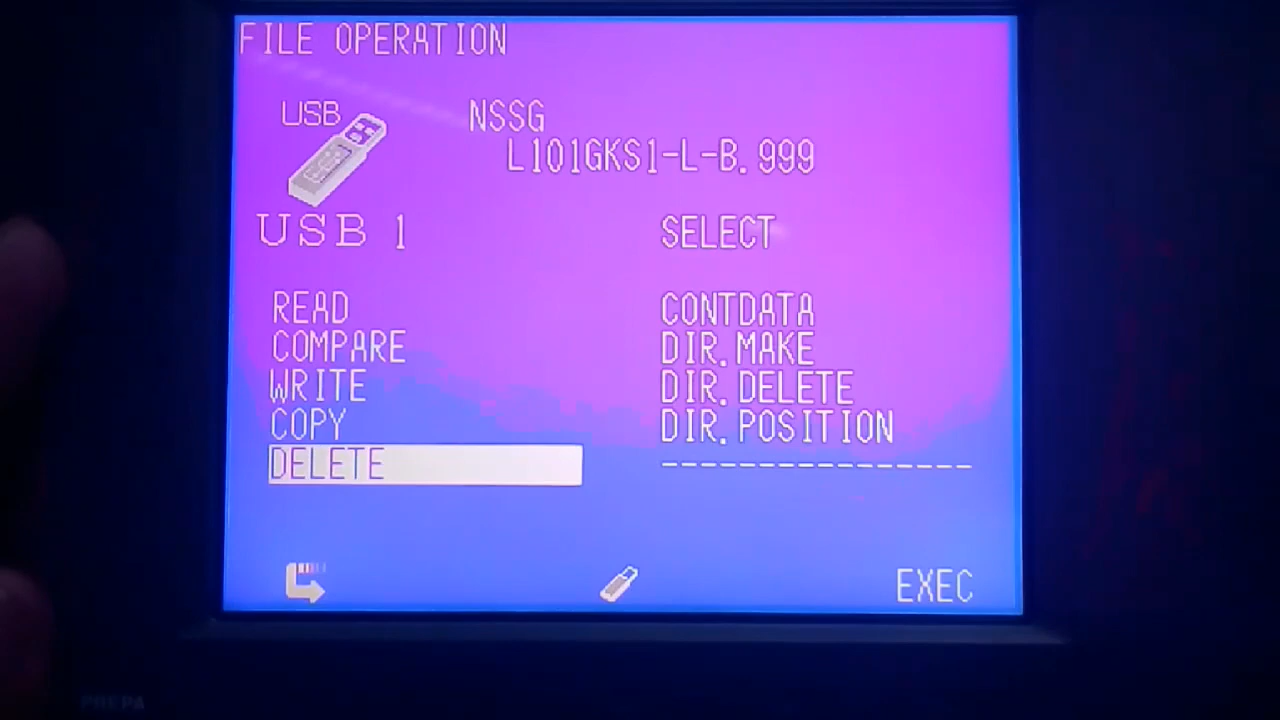 FILE OPERATION
USB
NSSG
L101GKS1-L-B.999
USB 1
SELECT
READ
COMPARE
WRITE
COPY
DELETE
CONTDATA
DIR.MAKE
DIR.DELETE
DIR.POSITION
----------------
EXEC